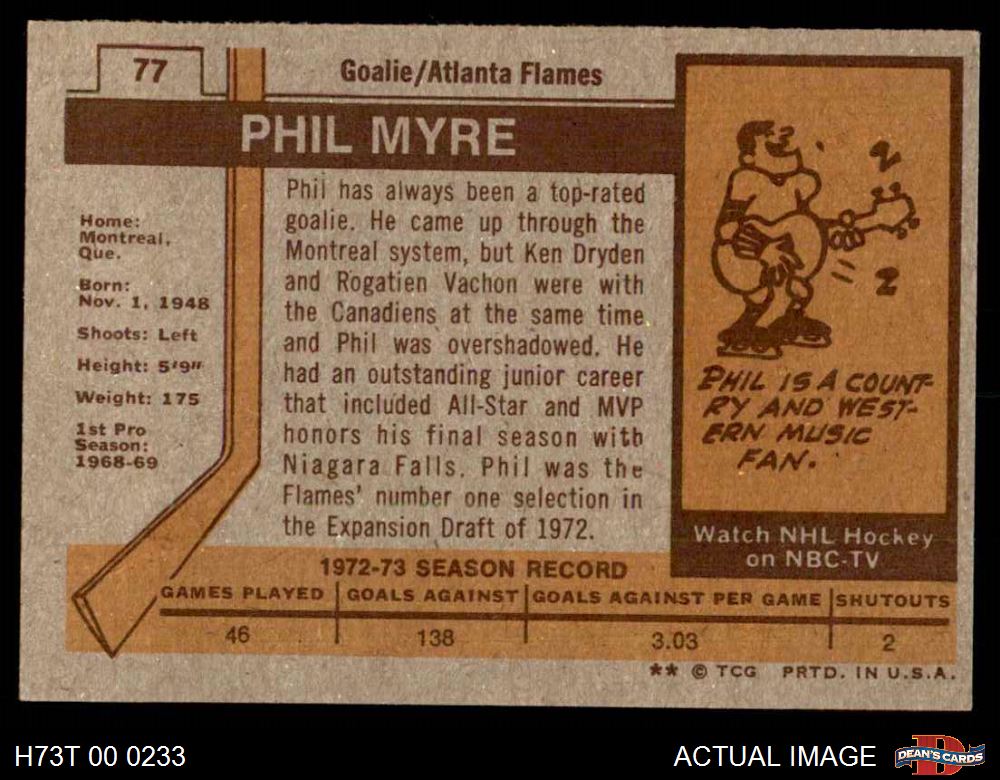 77
Goalie/Atlanta Flames
PHIL MYRE
Home:
Montreal,
Que.
Born:
Nov. 1, 1948
Shoots: Left
Height: 5'9"
Weight: 175
1st Pro
Season:
1968-69
Phil has always been a top-rated
goalie. He came up through the
Montreal system, but Ken Dryden
and Rogatien Vachon were with
the Canadiens at the same time
and Phil was overshadowed. He
had an outstanding junior career
that included All-Star and MVP
honors his final season with
Niagara Falls. Phil was the
Flames' number one selection in
the Expansion Draft of 1972.
PHIL IS A COUNT-
RY AND WEST-
ERN MUSIC
FAN.
Watch NHL Hockey
on NBC-TV
1972-73 SEASON RECORD
GAMES PLAYED GOALS AGAINST GOALS AGAINST PER GAME SHUTOUTS
46 138 3.03 2
** © TCG PRTD. IN U.S.A.
H73T 00 0233
ACTUAL IMAGE
D
DEAN'S CARDS